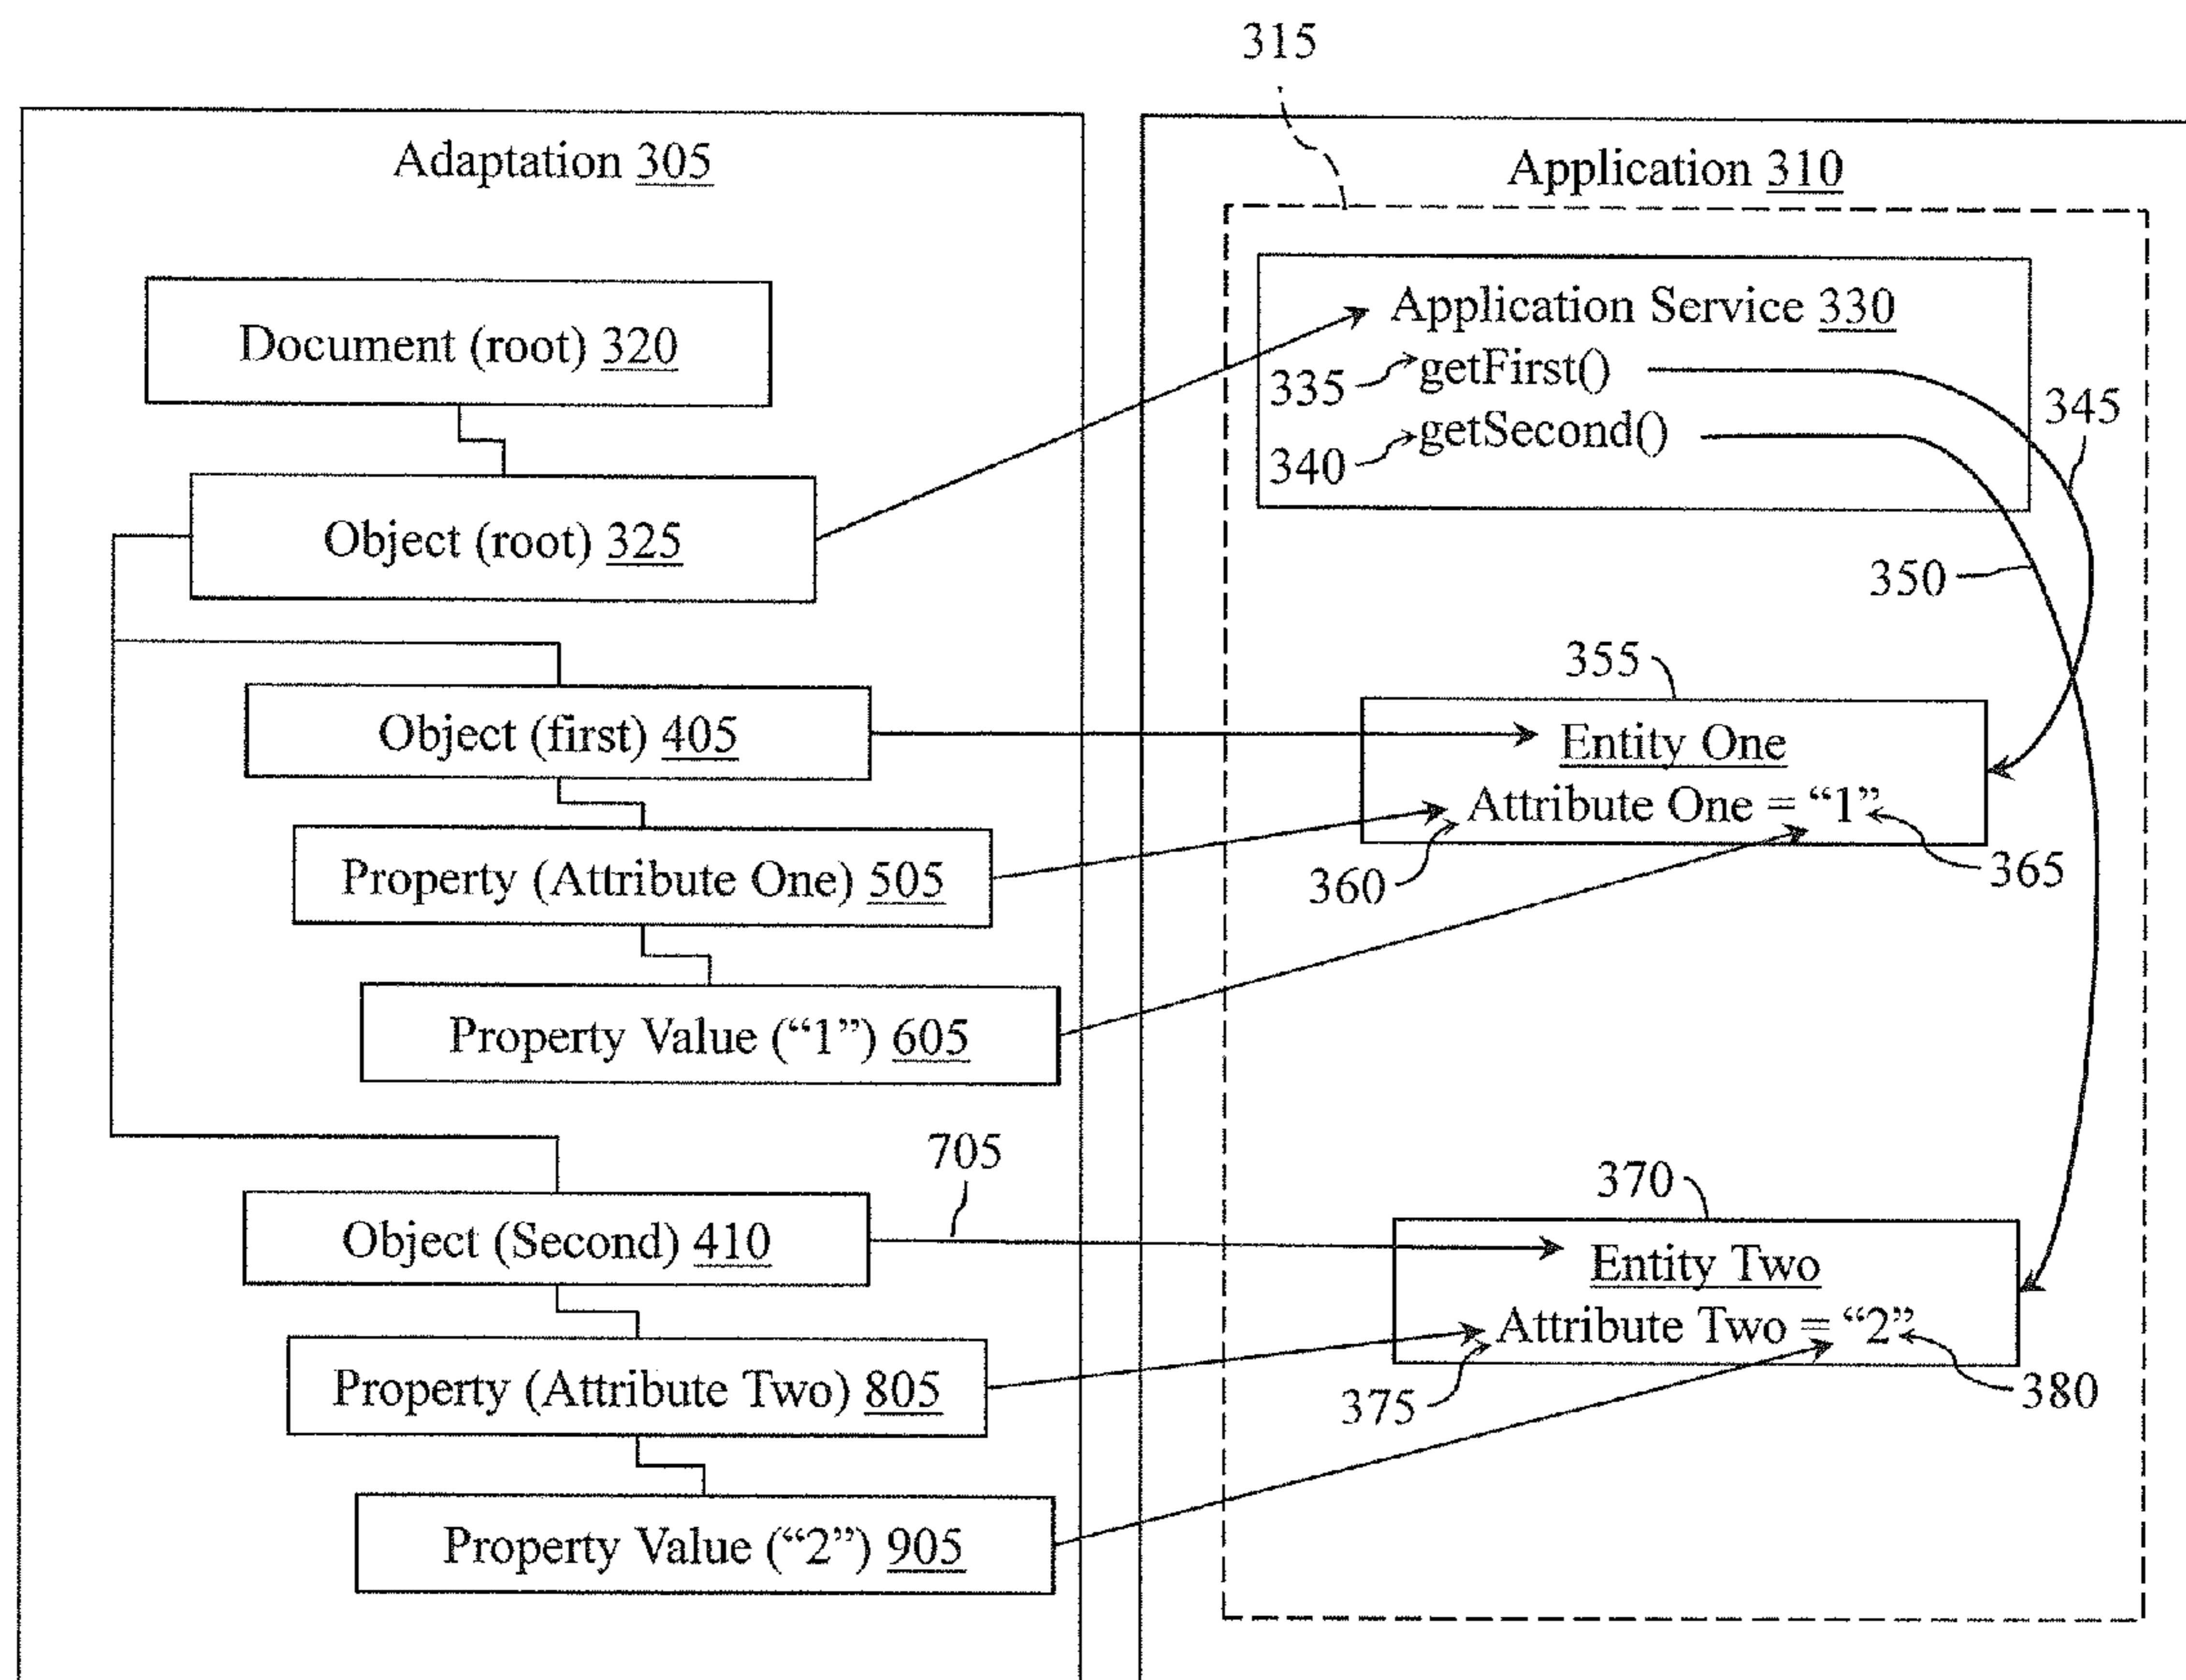 315
Adaptation 305
Application 310
Document (root) 320
Object (root) 325
Application Service 330
335 getFirst()
340 getSecond()
345
350
Object (first) 405
Property (Attribute One) 505
Property Value (“1”) 605
355
Entity One
Attribute One = “1”
360
365
705
Object (Second) 410
Property (Attribute Two) 805
Property Value (“2”) 905
370
Entity Two
Attribute Two = “2”
375
380